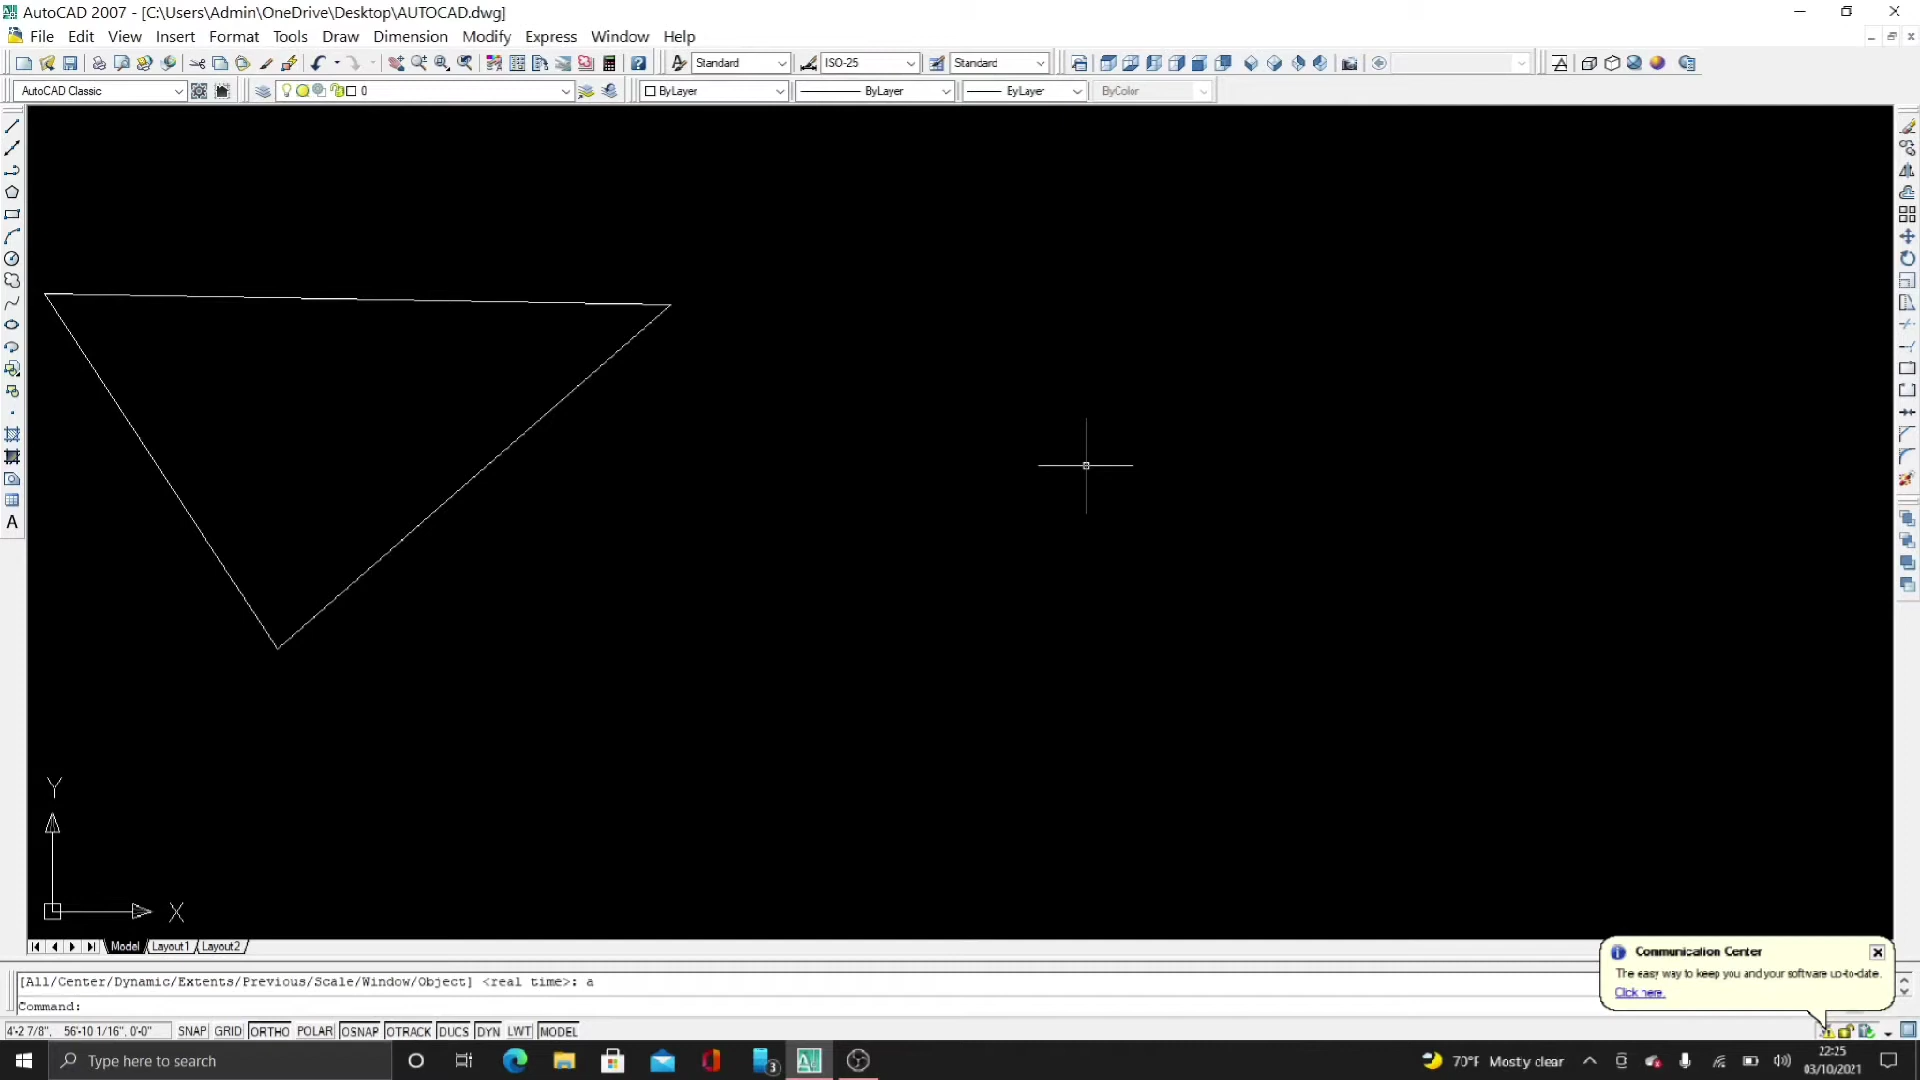 AutoCAD 2007 - [C:\Users\Admin\OneDrive\Desktop\AUTOCAD.dwg]
File Edit View Insert Format Tools Draw Dimension Modify Express Window Help
Standard ISO-25 Standard
AutoCAD Classic 0 ByLayer ByLayer ByLayer ByColor
A
Y
X
Model Layout1 Layout2
[All/Center/Dynamic/Extents/Previous/Scale/Window/Object] <real time>: a
Command:
Communication Center
The easy way to keep you and your software up-to-date.
Click here.
4'-2 7/8", 56'-10 1/16", 0'-0" SNAP GRID ORTHO POLAR OSNAP OTRACK DUCS DYN LWT MODEL
Type here to search
3
70°F Mostly clear
22:25
03/10/2021